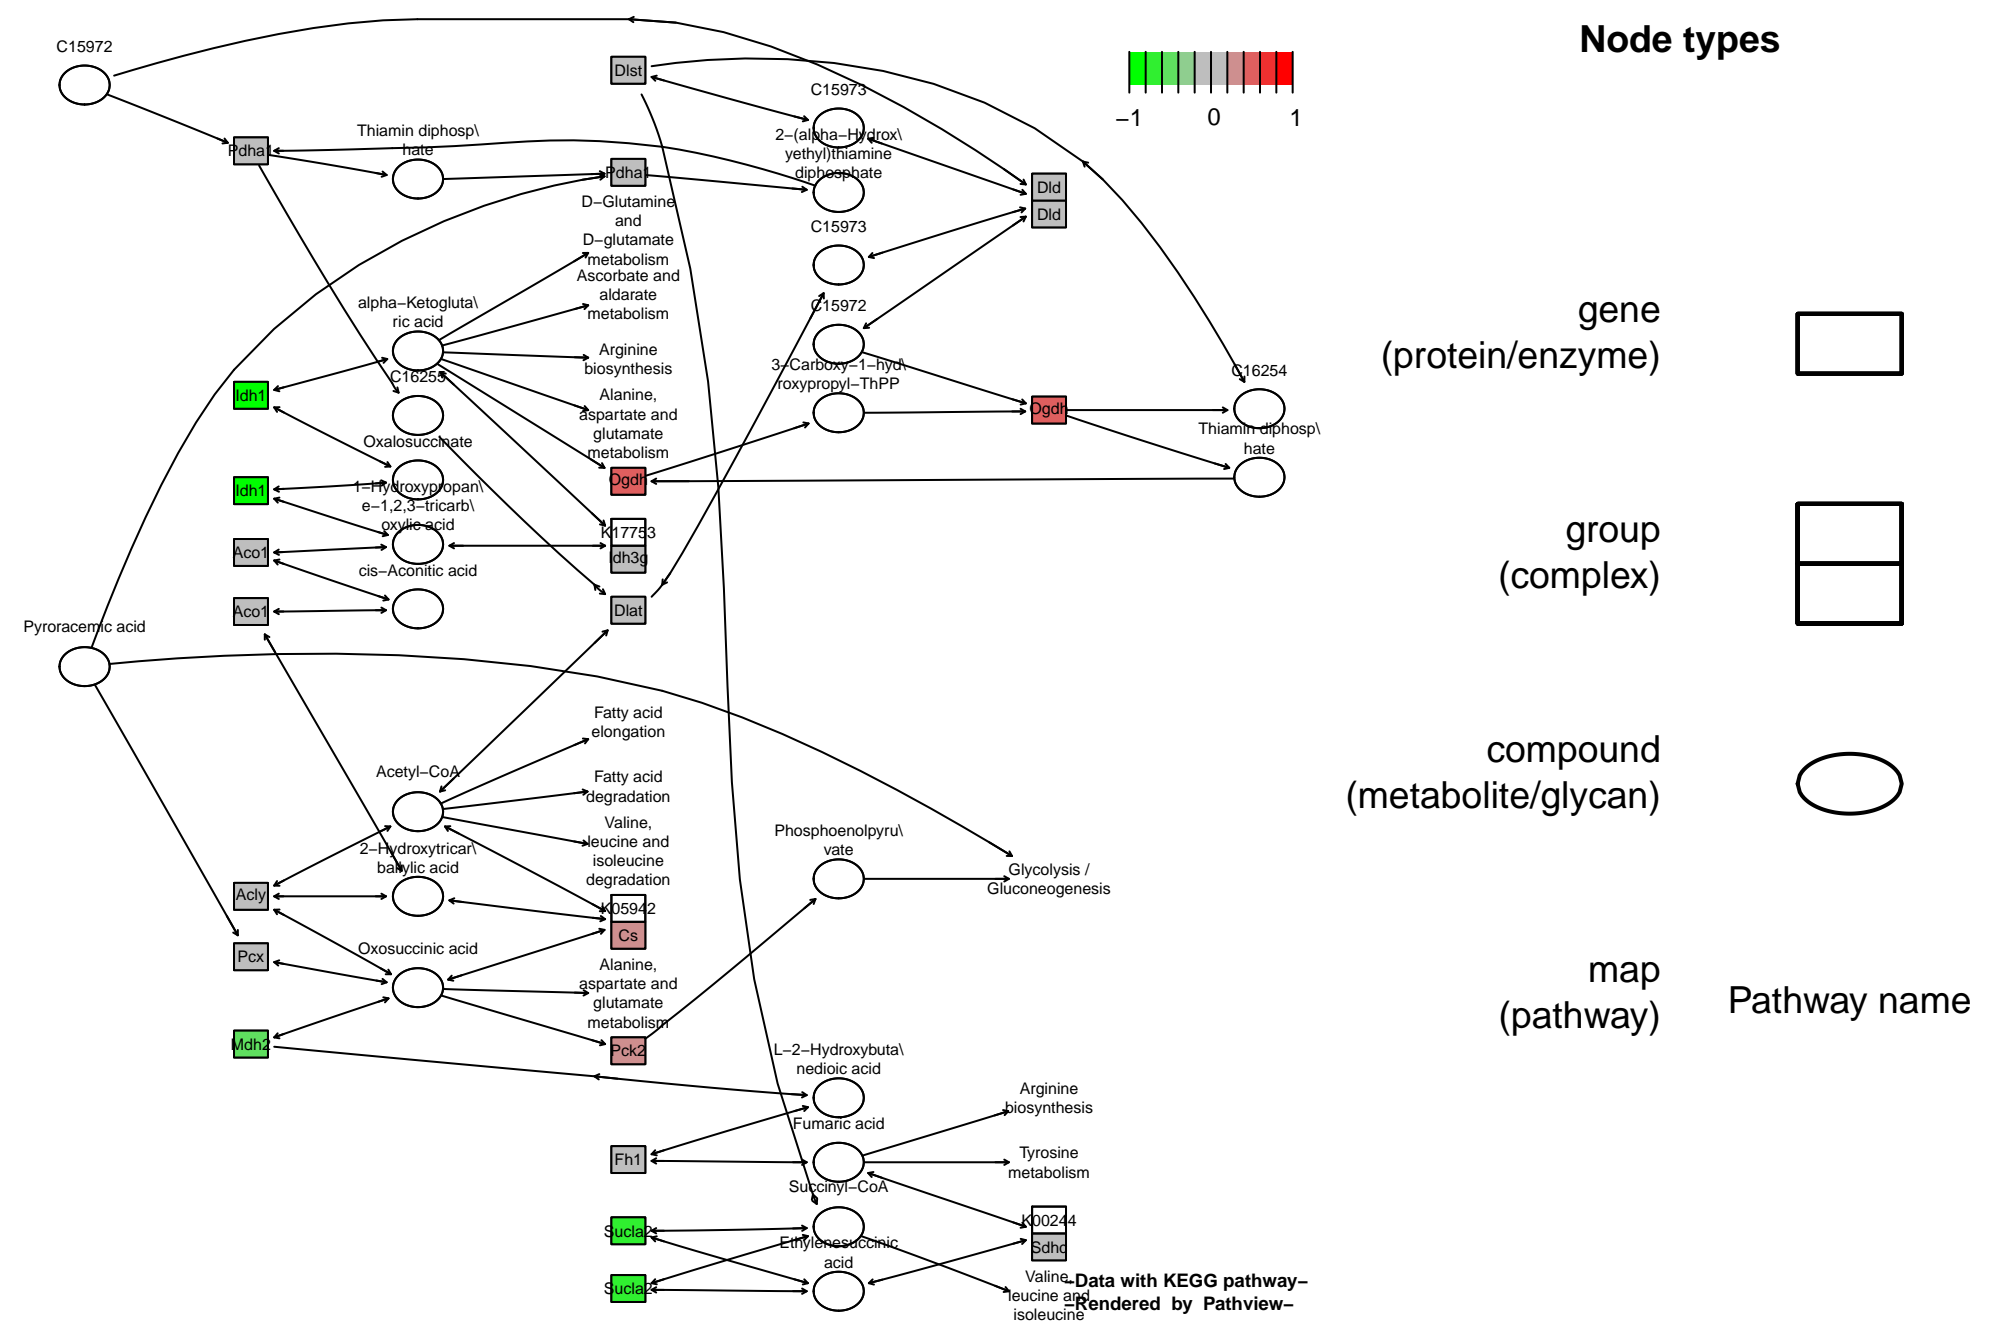 Node types
C15972
Dlst
C15973
−1
0
1
Thiamin diphosp\
hate
Pdha1
2−(alpha−Hydrox\
yethyl)thiamine
diphosphate
Pdha1
Dld
Dld
D−Glutamine
and
D−glutamate
metabolism
C15973
Ascorbate and
aldarate
metabolism
alpha−Ketogluta\
ric acid
C15972
gene
(protein/enzyme)
Arginine
biosynthesis
3−Carboxy−1−hyd\
roxypropyl−ThPP
C16254
C16255
Idh1
Alanine,
aspartate and
glutamate
metabolism
Ogdh
Thiamin diphosp\
hate
Oxalosuccinate
Ogdh
Idh1
1−Hydroxypropan\
e−1,2,3−tricarb\
oxylic acid
K17753
Idh3g
group
(complex)
Aco1
cis−Aconitic acid
Aco1
Dlat
Pyroracemic acid
Fatty acid
elongation
compound
(metabolite/glycan)
Acetyl−CoA
Fatty acid
degradation
Valine,
leucine and
isoleucine
degradation
Phosphoenolpyru\
vate
2−Hydroxytricar\
ballylic acid
Glycolysis /
Gluconeogenesis
Acly
K05942
Cs
Pcx
Oxosuccinic acid
Alanine,
aspartate and
glutamate
metabolism
map
(pathway)
Pathway name
Mdh2
Pck2
L−2−Hydroxybuta\
nedioic acid
Arginine
biosynthesis
Fumaric acid
Fh1
Tyrosine
metabolism
Succinyl−CoA
K00244
Sdhc
Sucla2
Ethylenesuccinic
acid
Sucla2
Valine,
leucine and
isoleucine
−Data with KEGG pathway−
−Rendered by Pathview−